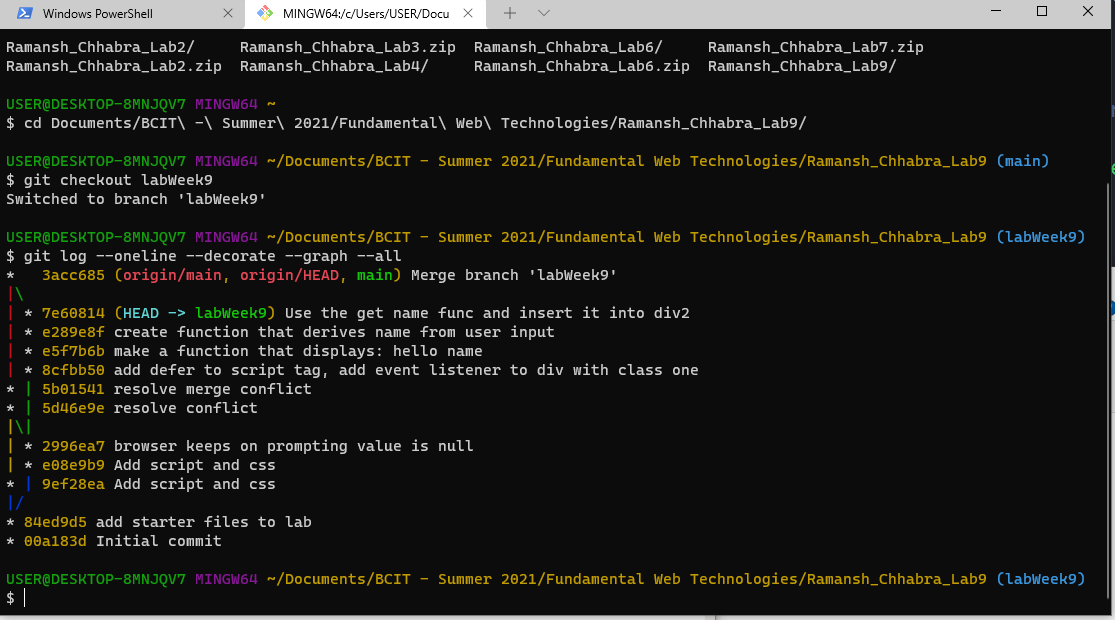 Windows PowerShell
MINGW64:/c/Users/USER/Docu
Ramansh_Chhabra_Lab2/     Ramansh_Chhabra_Lab3.zip  Ramansh_Chhabra_Lab6/     Ramansh_Chhabra_Lab7.zip
Ramansh_Chhabra_Lab2.zip  Ramansh_Chhabra_Lab4/     Ramansh_Chhabra_Lab6.zip  Ramansh_Chhabra_Lab9/
USER@DESKTOP-8MNJQV7 MINGW64 ~
$ cd Documents/BCIT\ -\ Summer\ 2021/Fundamental\ Web\ Technologies/Ramansh_Chhabra_Lab9/
USER@DESKTOP-8MNJQV7 MINGW64 ~/Documents/BCIT - Summer 2021/Fundamental Web Technologies/Ramansh_Chhabra_Lab9 (main)
$ git checkout labWeek9
Switched to branch 'labWeek9'
USER@DESKTOP-8MNJQV7 MINGW64 ~/Documents/BCIT - Summer 2021/Fundamental Web Technologies/Ramansh_Chhabra_Lab9 (labWeek9)
$ git log --oneline --decorate --graph --all
*   3acc685 (origin/main, origin/HEAD, main) Merge branch 'labWeek9'
|\
| * 7e60814 (HEAD -> labWeek9) Use the get name func and insert it into div2
| * e289e8f create function that derives name from user input
| * e5f7b6b make a function that displays: hello name
| * 8cfbb50 add defer to script tag, add event listener to div with class one
* | 5b01541 resolve merge conflict
* | 5d46e9e resolve conflict
|\|
| * 2996ea7 browser keeps on prompting value is null
| * e08e9b9 Add script and css
* | 9ef28ea Add script and css
|/
* 84ed9d5 add starter files to lab
* 00a183d Initial commit
USER@DESKTOP-8MNJQV7 MINGW64 ~/Documents/BCIT - Summer 2021/Fundamental Web Technologies/Ramansh_Chhabra_Lab9 (labWeek9)
$